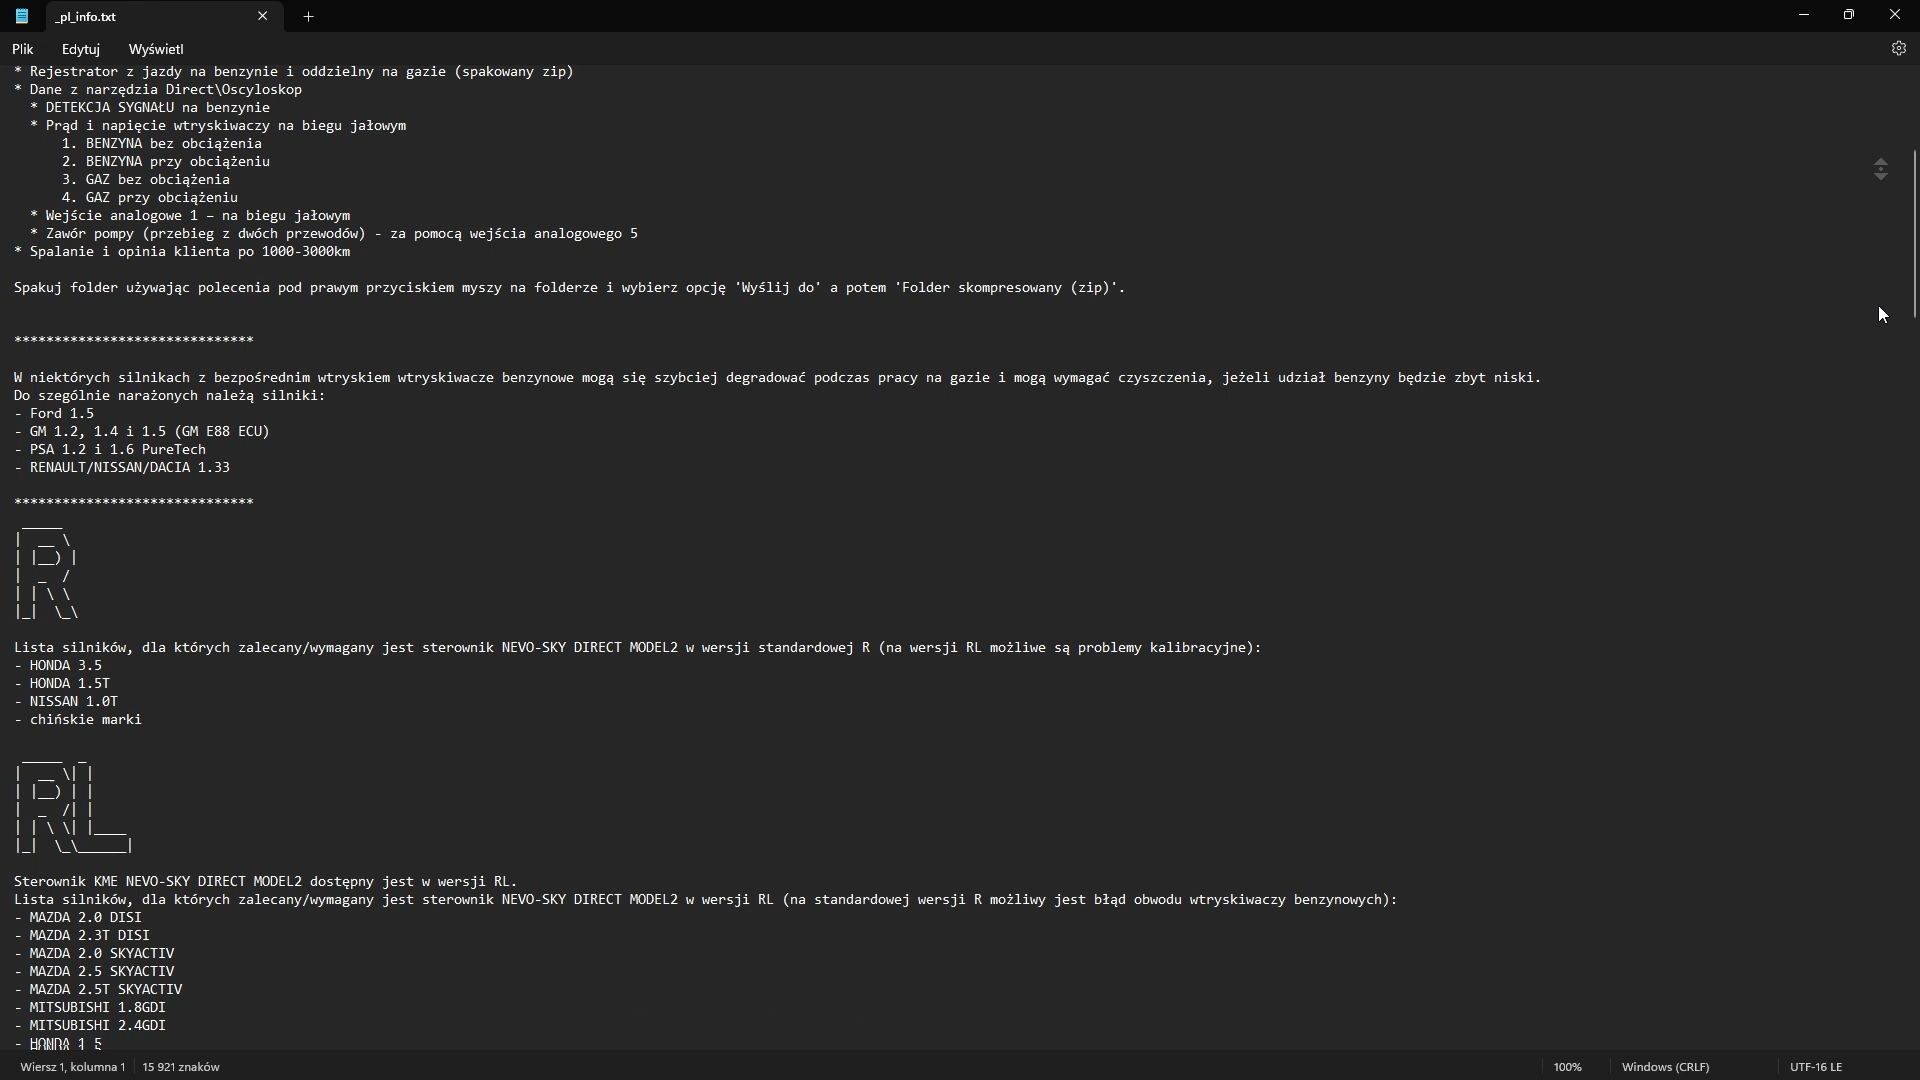 _pl_info.txt
Plik Edytuj Wyświetl
* Rejestrator z jazdy na benzynie i oddzielny na gazie (spakowany zip)
* Dane z narzędzia Direct\Oscyloskop
* DETEKCJA SYGNAŁU na benzynie
* Prąd i napięcie wtryskiwaczy na biegu jałowym
1. BENZYNA bez obciążenia
2. BENZYNA przy obciążeniu
3. GAZ bez obciążenia
4. GAZ przy obciążeniu
* Wejście analogowe 1 – na biegu jałowym
* Zawór pompy (przebieg z dwóch przewodów) - za pomocą wejścia analogowego 5
* Spalanie i opinia klienta po 1000-3000km
Spakuj folder używając polecenia pod prawym przyciskiem myszy na folderze i wybierz opcję 'Wyślij do' a potem 'Folder skompresowany (zip)'.
******************************
W niektórych silnikach z bezpośrednim wtryskiem wtryskiwacze benzynowe mogą się szybciej degradować podczas pracy na gazie i mogą wymagać czyszczenia, jeżeli udział benzyny będzie zbyt niski.
Do szególnie narażonych należą silniki:
- Ford 1.5
- GM 1.2, 1.4 i 1.5 (GM E88 ECU)
- PSA 1.2 i 1.6 PureTech
- RENAULT/NISSAN/DACIA 1.33
******************************
R
Lista silników, dla których zalecany/wymagany jest sterownik NEVO-SKY DIRECT MODEL2 w wersji standardowej R (na wersji RL możliwe są problemy kalibracyjne):
- HONDA 3.5
- HONDA 1.5T
- NISSAN 1.0T
- chińskie marki
RL
Sterownik KME NEVO-SKY DIRECT MODEL2 dostępny jest w wersji RL.
Lista silników, dla których zalecany/wymagany jest sterownik NEVO-SKY DIRECT MODEL2 w wersji RL (na standardowej wersji R możliwy jest błąd obwodu wtryskiwaczy benzynowych):
- MAZDA 2.0 DISI
- MAZDA 2.3T DISI
- MAZDA 2.0 SKYACTIV
- MAZDA 2.5 SKYACTIV
- MAZDA 2.5T SKYACTIV
- MITSUBISHI 1.8GDI
- MITSUBISHI 2.4GDI
- HONDA 1 5
Wiersz 1, kolumna 1 15 921 znaków 100% Windows (CRLF) UTF-16 LE